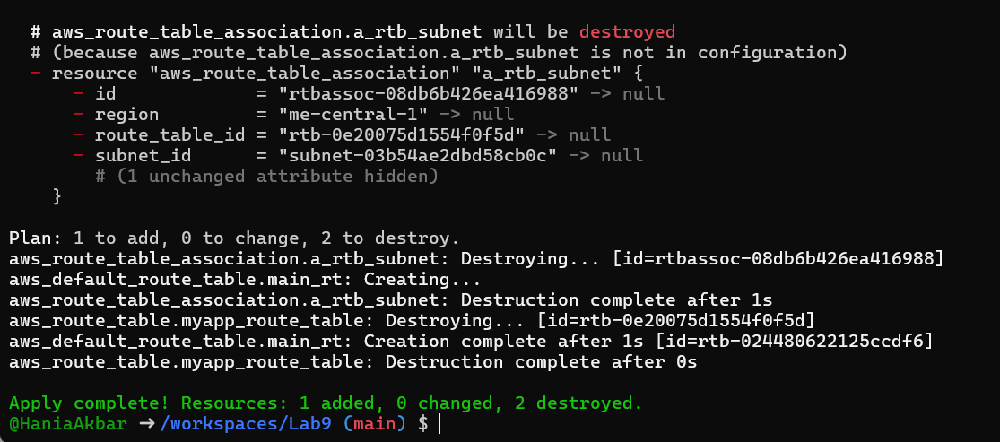 # aws_route_table_association.a_rtb_subnet will be destroyed
# (because aws_route_table_association.a_rtb_subnet is not in configuration)
- resource "aws_route_table_association" "a_rtb_subnet" {
- id = "rtbassoc-08db6b426ea416988" -> null
- region = "me-central-1" -> null
- route_table_id = "rtb-0e20075d1554f0f5d" -> null
- subnet_id = "subnet-03b54ae2dbd58cb0c" -> null
# (1 unchanged attribute hidden)
}
Plan: 1 to add, 0 to change, 2 to destroy.
aws_route_table_association.a_rtb_subnet: Destroying... [id=rtbassoc-08db6b426ea416988]
aws_default_route_table.main_rt: Creating...
aws_route_table_association.a_rtb_subnet: Destruction complete after 1s
aws_route_table.myapp_route_table: Destroying... [id=rtb-0e20075d1554f0f5d]
aws_default_route_table.main_rt: Creation complete after 1s [id=rtb-024480622125ccdf6]
aws_route_table.myapp_route_table: Destruction complete after 0s
Apply complete! Resources: 1 added, 0 changed, 2 destroyed.
@HaniaAkbar → /workspaces/Lab9 (main) $